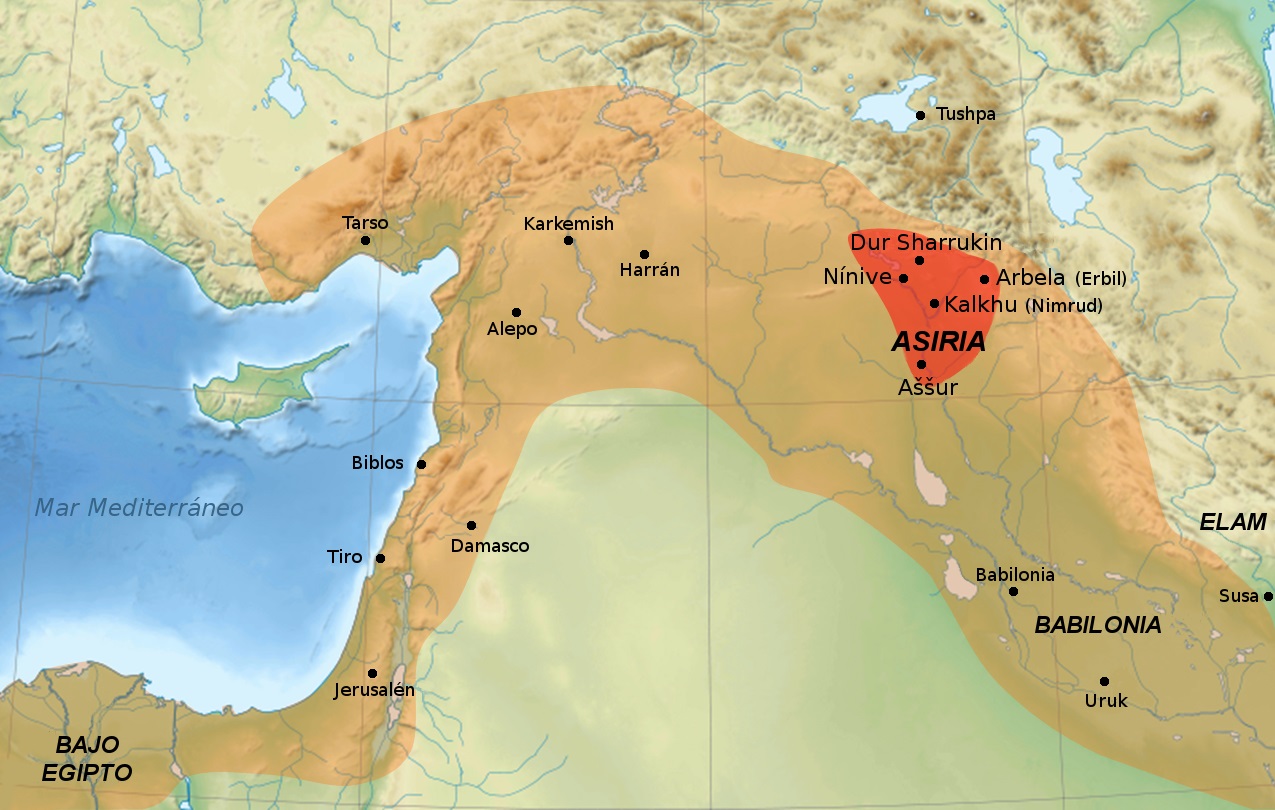 Tushpa
Tarso
Karkemish
Harrán
Dur Sharrukin
Nínive
Arbela (Erbil)
Kalkhu (Nimrud)
Alepo
ASIRIA
Aššur
Biblos
Mar Mediterráneo
ELAM
Damasco
Tiro
Babilonia
Susa
BABILONIA
Jerusalén
Uruk
BAJO
EGIPTO